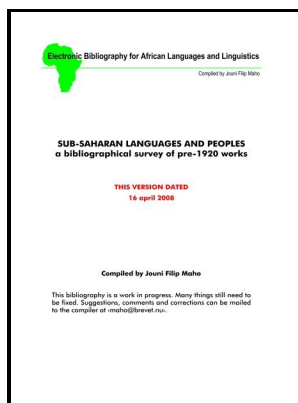 Electronic Bibliography for African Languages and Linguistics
Compiled by Jouni Filip Maho
SUB-SAHARAN LANGUAGES AND PEOPLES
a bibliographical survey of pre-1920 works
THIS VERSION DATED
16 april 2008
Compiled by Jouni Filip Maho
This bibliography is a work in progress. Many things still need to
be fixed. Suggestions, comments and corrections can be mailed
to the compiler at ‹maho@brevet.nu›.